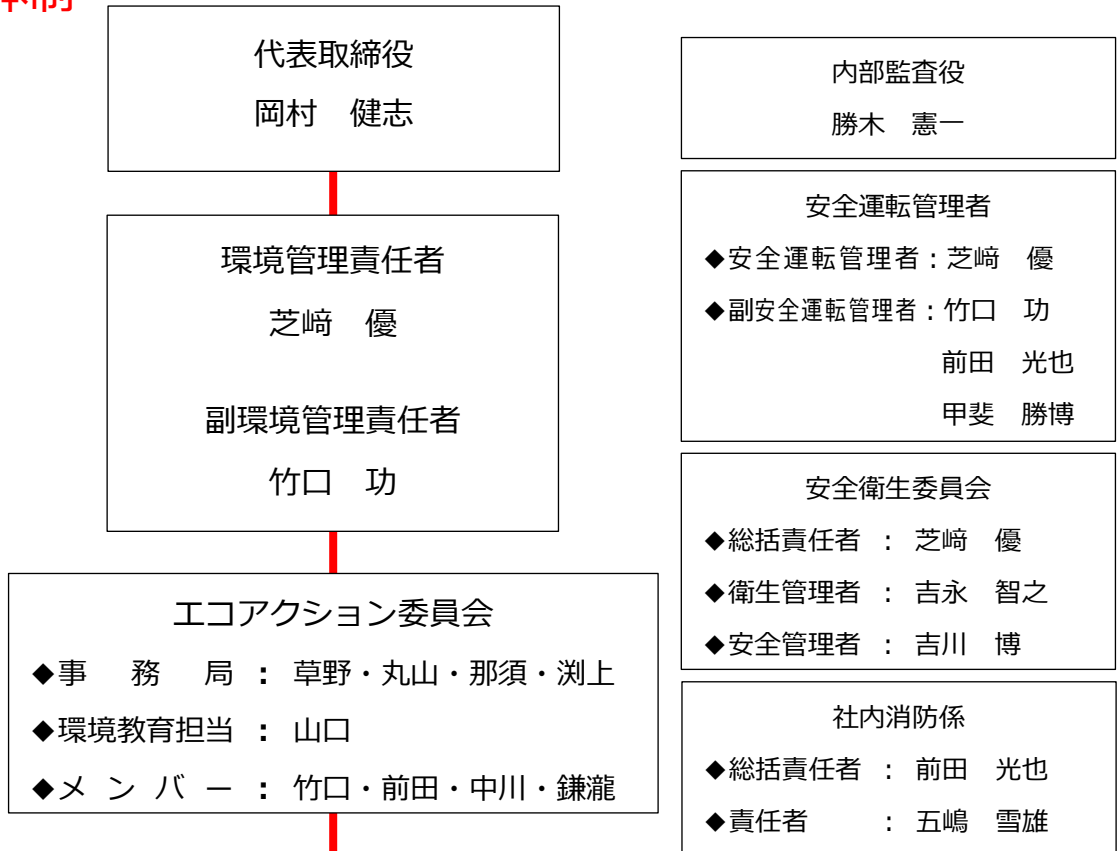 体制
代表取締役
岡村　健志
環境管理責任者
芝﨑　優
副環境管理責任者
竹口　功
エコアクション委員会
◆事　務　局 : 草野・丸山・那須・渕上
◆環境教育担当 : 山口
◆メ ン バ ー : 竹口・前田・中川・鎌瀧
内部監査役
勝木　憲一
安全運転管理者
◆安全運転管理者：芝﨑　優
◆副安全運転管理者：竹口　功
前田　光也
甲斐　勝博
安全衛生委員会
◆総括責任者 ： 芝﨑　優
◆衛生管理者 ： 吉永　智之
◆安全管理者 ： 吉川　博
社内消防係
◆総括責任者 ： 前田　光也
◆責任者　　 ： 五嶋　雪雄